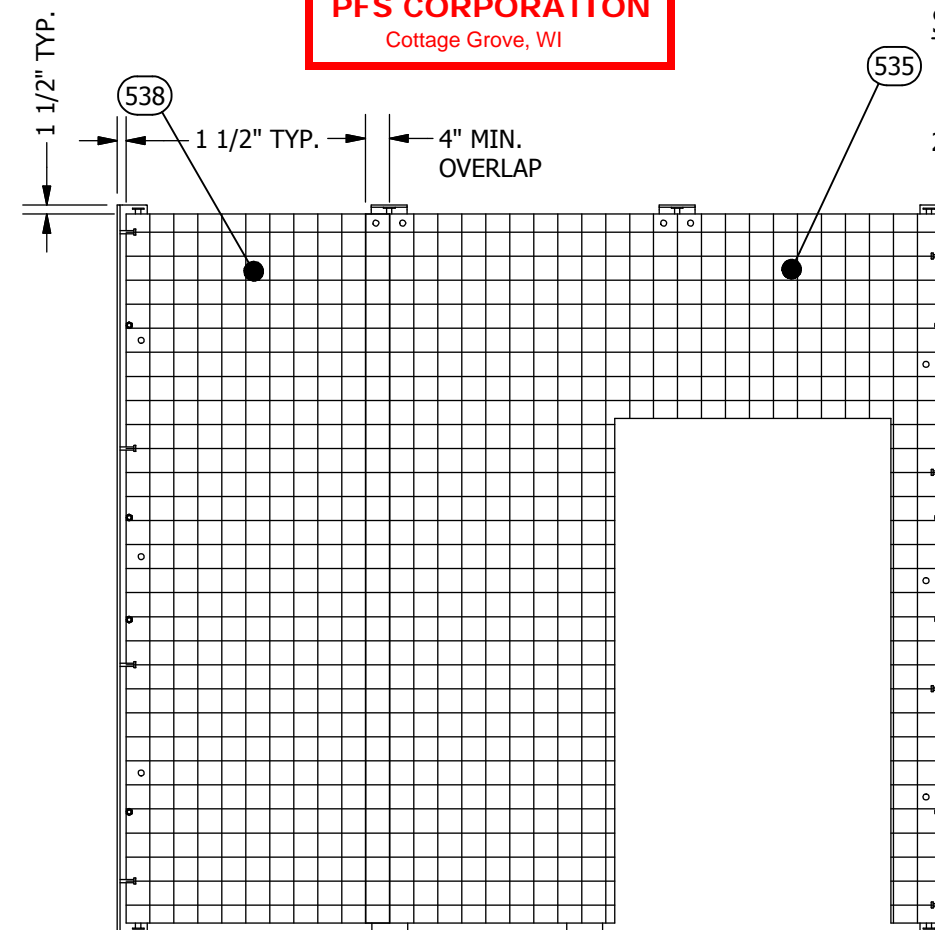 PFS CORPORATION
Cottage Grove, WI
1 1/2" TYP.
538
535
1 1/2" TYP.
4" MIN.
OVERLAP